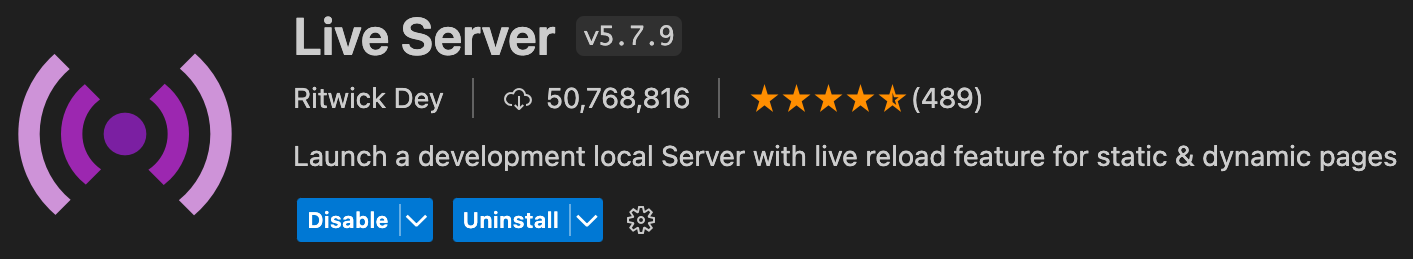 Live Server v5.7.9
Ritwick Dey 50,768,816 (489)
Launch a development local Server with live reload feature for static & dynamic pages
Disable Uninstall